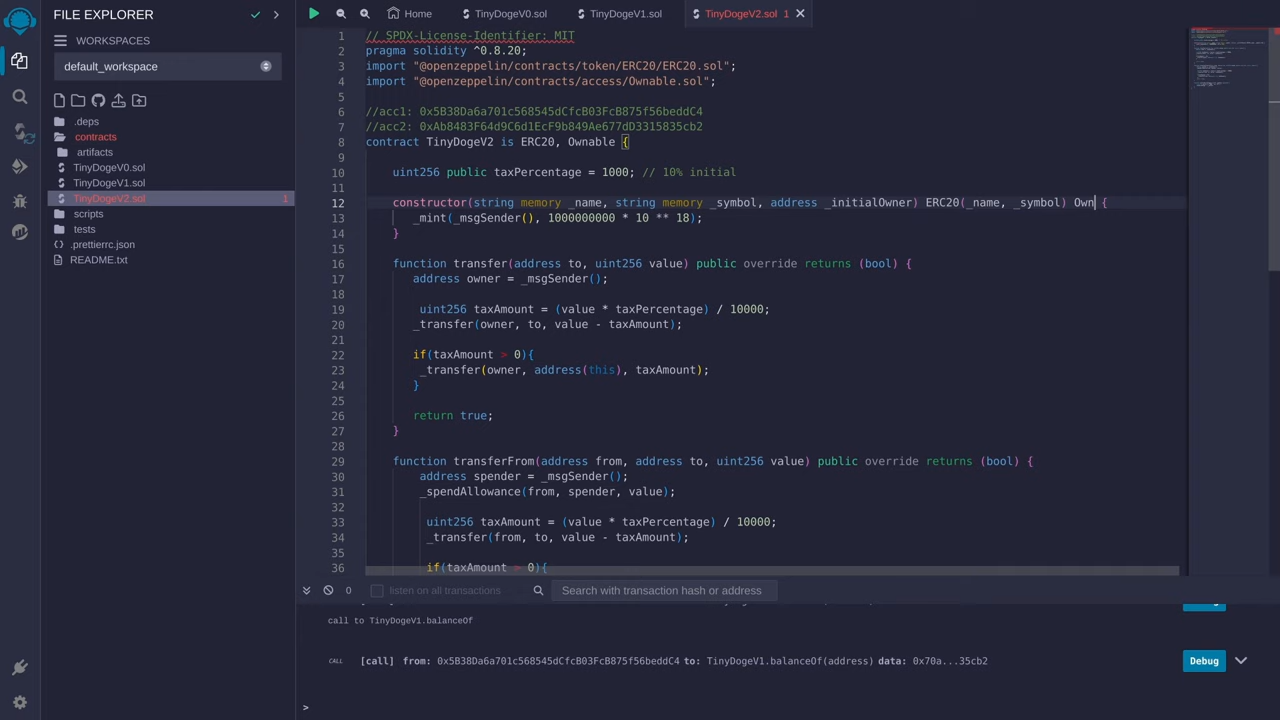 FILE EXPLORER
WORKSPACES
default_workspace
.deps
contracts
artifacts
TinyDogeV0.sol
TinyDogeV1.sol
TinyDogeV2.sol 1
scripts
tests
.prettierrc.json
README.txt
Home TinyDogeV0.sol TinyDogeV1.sol TinyDogeV2.sol 1
1 // SPDX-License-Identifier: MIT
2 pragma solidity ^0.8.20;
3 import "@openzeppelin/contracts/token/ERC20/ERC20.sol";
4 import "@openzeppelin/contracts/access/Ownable.sol";
5
6 //acc1: 0x5B38Da6a701c568545dCfcB03FcB875f56beddC4
7 //acc2: 0xAb8483F64d9C6d1EcF9b849Ae677dD3315835cb2
8 contract TinyDogeV2 is ERC20, Ownable {
9
10 uint256 public taxPercentage = 1000; // 10% initial
11
12 constructor(string memory _name, string memory _symbol, address _initialOwner) ERC20(_name, _symbol) Own {
13 _mint(_msgSender(), 1000000000 * 10 ** 18);
14 }
15
16 function transfer(address to, uint256 value) public override returns (bool) {
17 address owner = _msgSender();
18
19 uint256 taxAmount = (value * taxPercentage) / 10000;
20 _transfer(owner, to, value - taxAmount);
21
22 if(taxAmount > 0){
23 _transfer(owner, address(this), taxAmount);
24 }
25
26 return true;
27 }
28
29 function transferFrom(address from, address to, uint256 value) public override returns (bool) {
30 address spender = _msgSender();
31 _spendAllowance(from, spender, value);
32
33 uint256 taxAmount = (value * taxPercentage) / 10000;
34 _transfer(from, to, value - taxAmount);
35
36 if(taxAmount > 0){
0 listen on all transactions Search with transaction hash or address
call to TinyDogeV1.balanceOf
CALL [call] from: 0x5B38Da6a701c568545dCfcB03FcB875f56beddC4 to: TinyDogeV1.balanceOf(address) data: 0x70a...35cb2 Debug
>